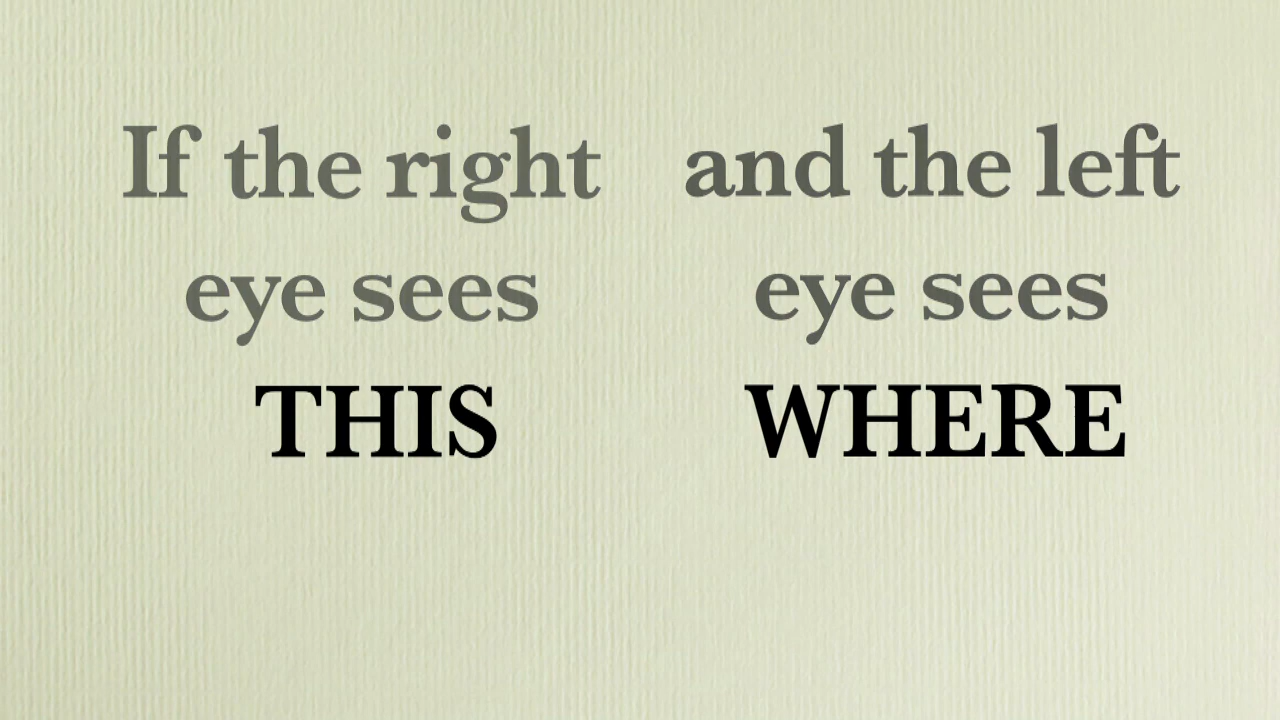 If the right
eye sees
THIS
and the left
eye sees
WHERE